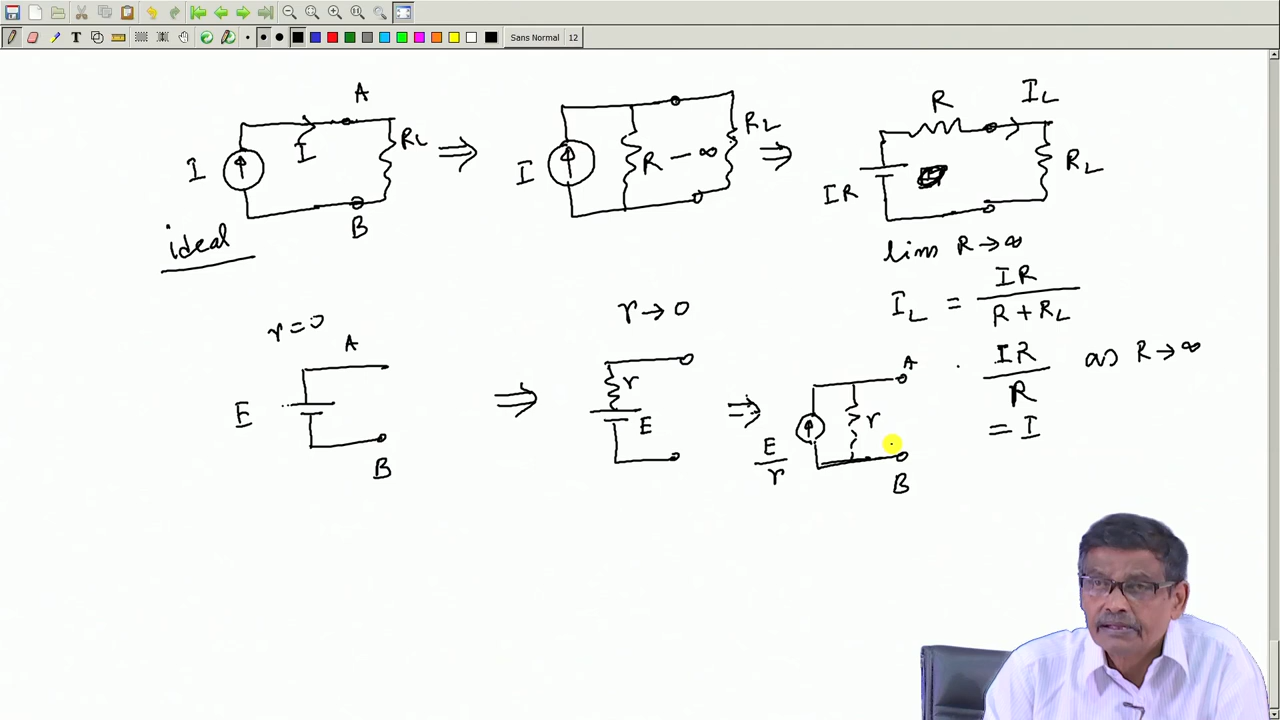 Sans Normal 12
A
I
I
RL
B
ideal
I
R – ∞
RL
R
IL
IR
RL
lim R → ∞
IL = IR / R + RL
IR / R as R → ∞
= I
r = 0
A
E
B
r → 0
r
E
A
r
E / r
B